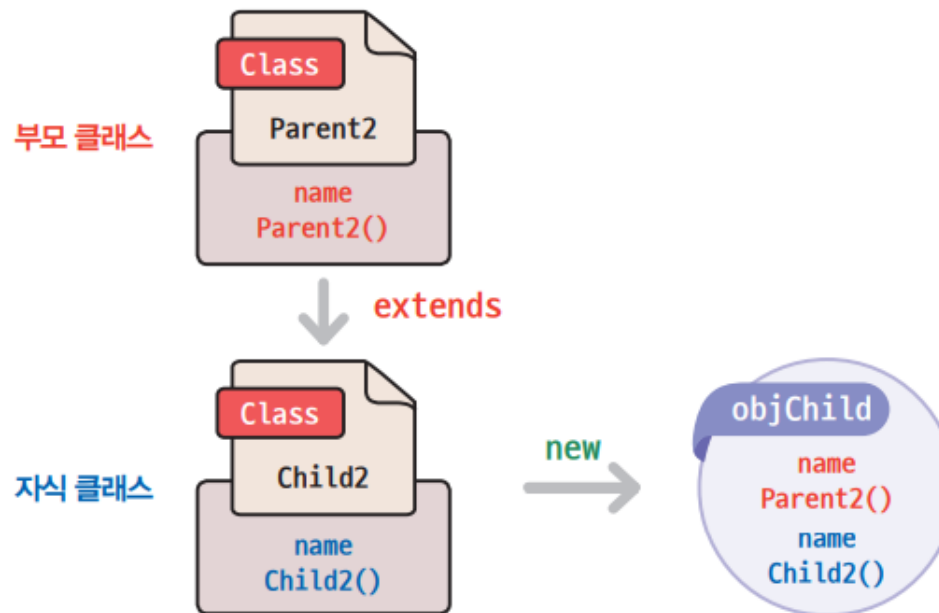 Class
Parent2
부모 클래스
name
Parent2()
extends
Class
Child2
자식 클래스
name
Child2()
new
objChild
name
Parent2()
name
Child2()